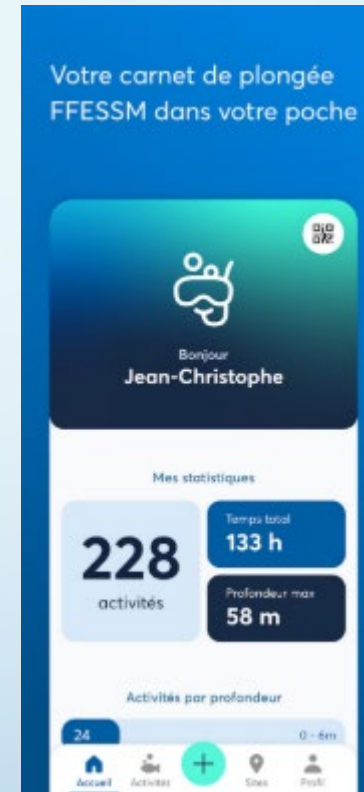 Votre carnet de plongée
FFESSM dans votre poche
Bonjour
Jean-Christophe
Mes statistiques
228
activités
Temps total
133 h
Profondeur max
58 m
Activités par profondeur
24
0 - 6m
Accueil
Activités
Sites
Profil